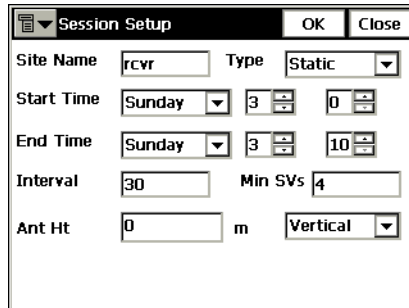 Session Setup OK Close
Site Name rcvr Type Static
Start Time Sunday 3 0
End Time Sunday 3 10
Interval 30 Min SVs 4
Ant Ht 0 m Vertical